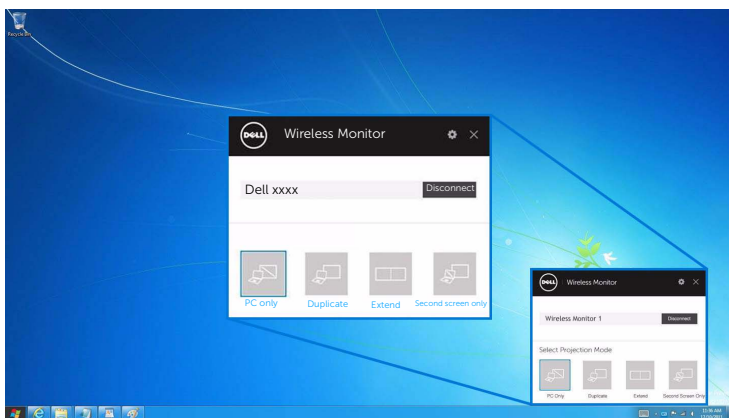 Recycle Bin
DELL
Wireless Monitor
Dell xxxx
Disconnect
PC only
Duplicate
Extend
Second screen only
DELL
Wireless Monitor
Wireless Monitor 1
Disconnect
Select Projection Mode
PC Only
Duplicate
Extend
Second Screen Only